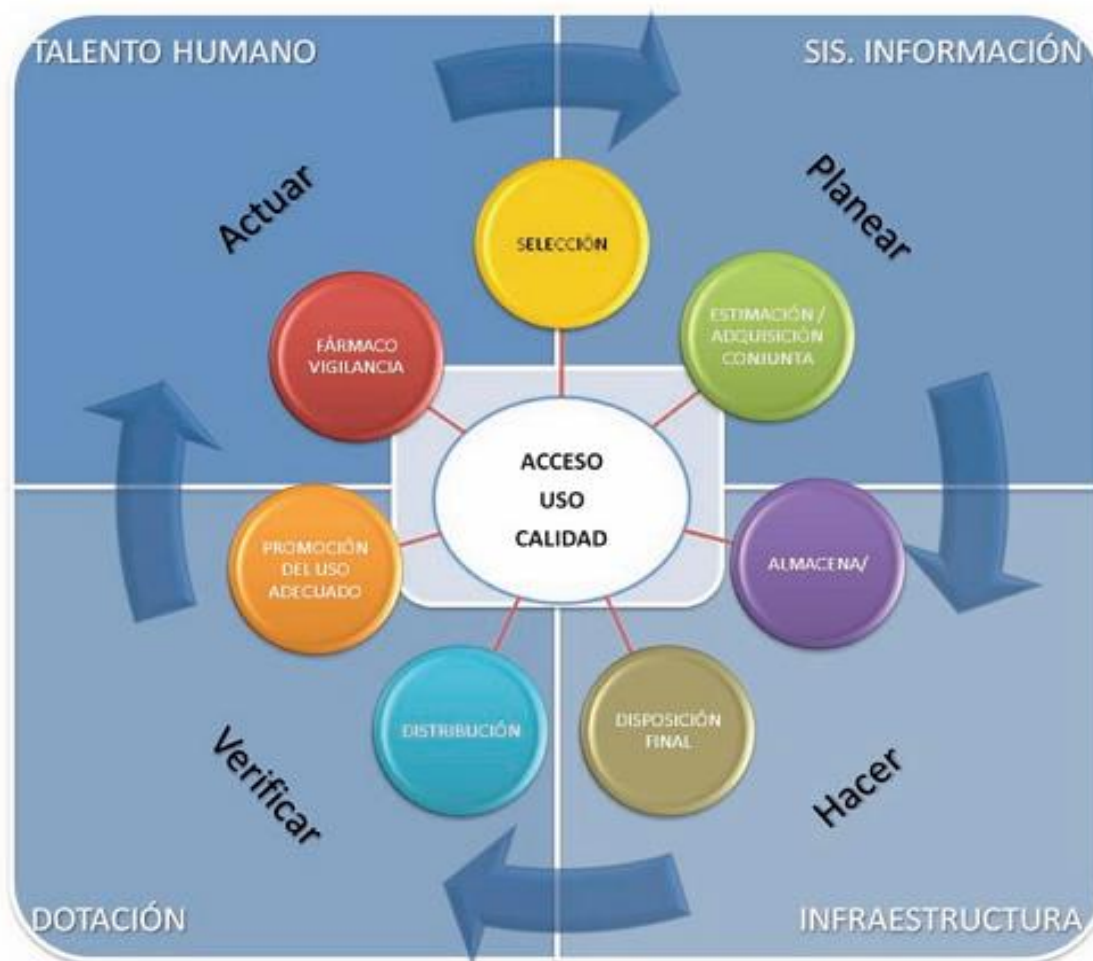 TALENTO HUMANO
SIS. INFORMACIÓN
Actuar
Planear
SELECCIÓN
ESTIMACIÓN /
ADQUISICIÓN
CONJUNTA
FÁRMACO
VIGILANCIA
ACCESO
USO
CALIDAD
PROMOCIÓN
DEL USO
ADECUADO
ALMACENA/
DISTRIBUCIÓN
DISPOSICIÓN
FINAL
Verificar
Hacer
DOTACIÓN
INFRAESTRUCTURA